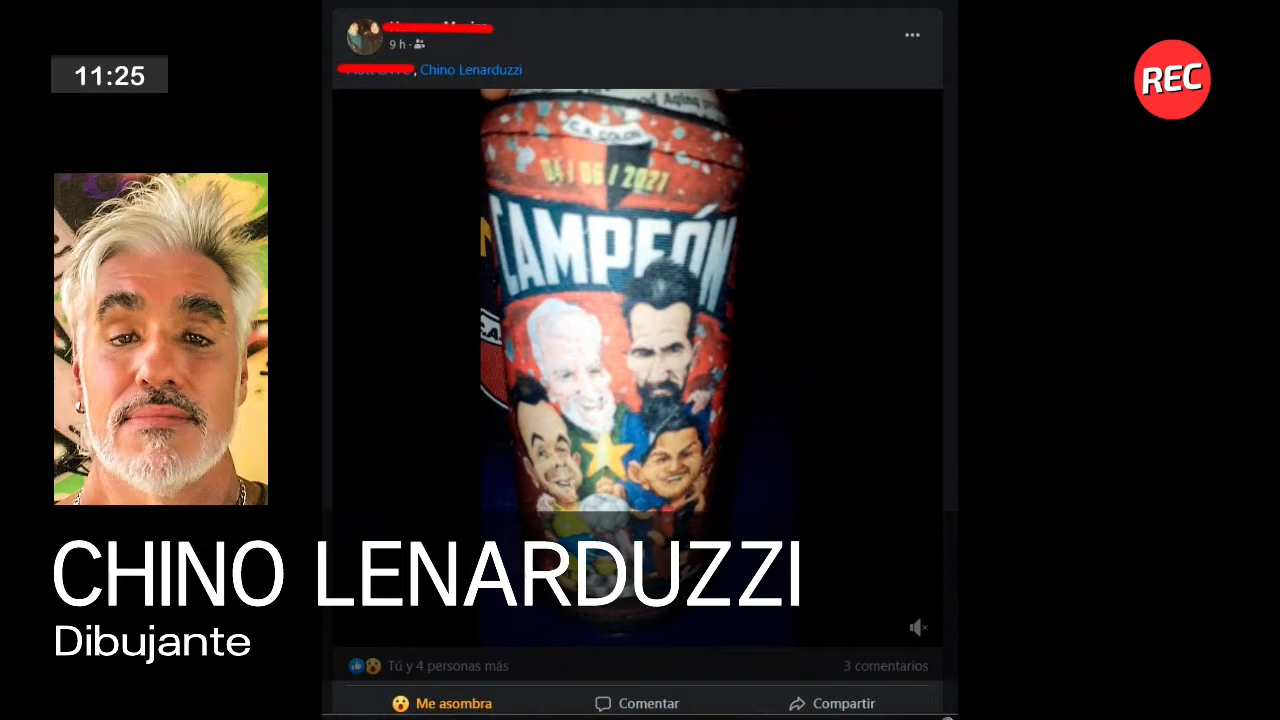 9 h ·
11:25
REC
, Chino Lenarduzzi
C. A. COLON
04 / 06 / 2021
CAMPEÓN
C.A.
CHINO LENARDUZZI
Dibujante
Tú y 4 personas más
3 comentarios
Me asombra
Comentar
Compartir